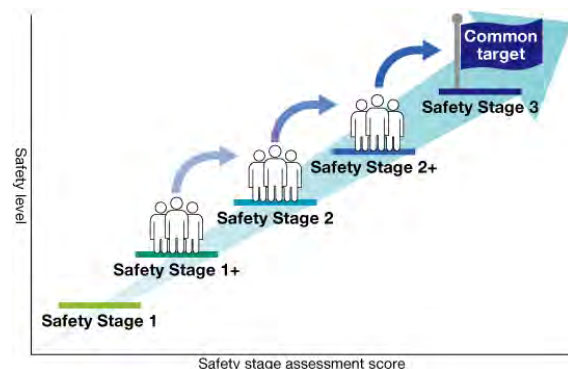 Common
target
Safety Stage 3
Safety Stage 2+
Safety Stage 2
Safety Stage 1+
Safety Stage 1
Safety level
Safety stage assessment score